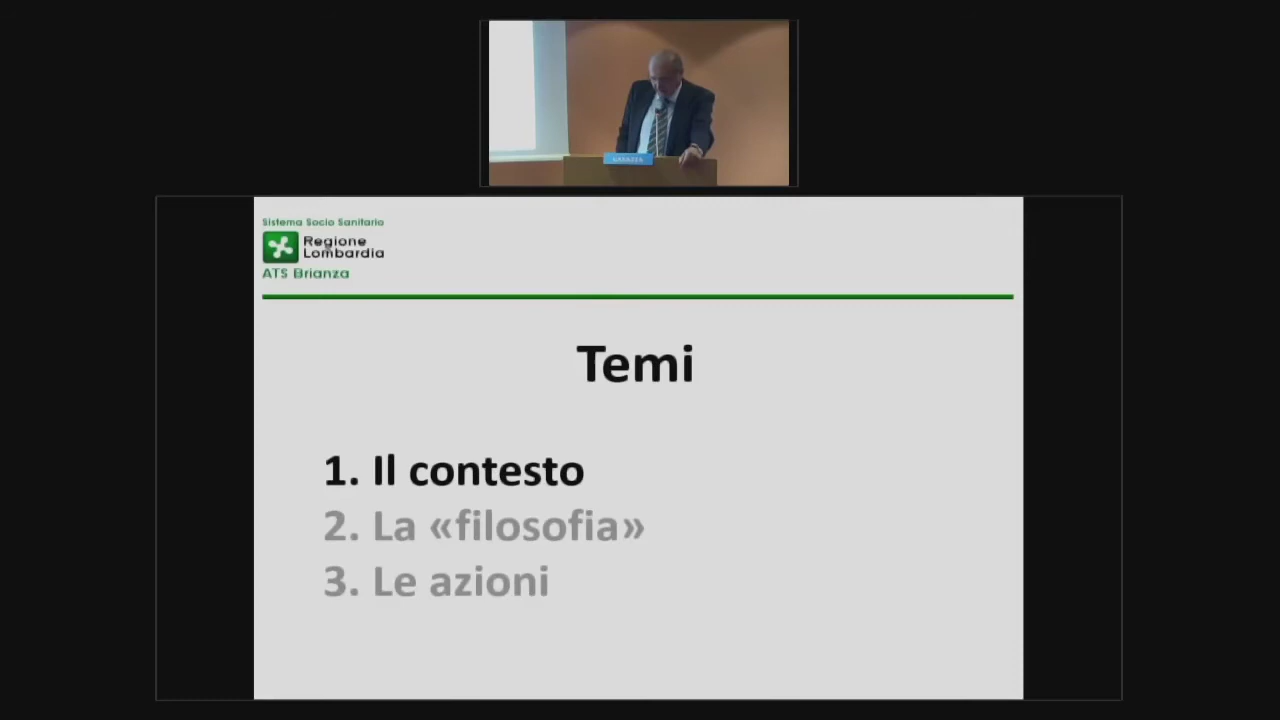 Sistema Socio Sanitario
Regione
Lombardia
ATS Brianza
Temi
1. Il contesto
2. La «filosofia»
3. Le azioni